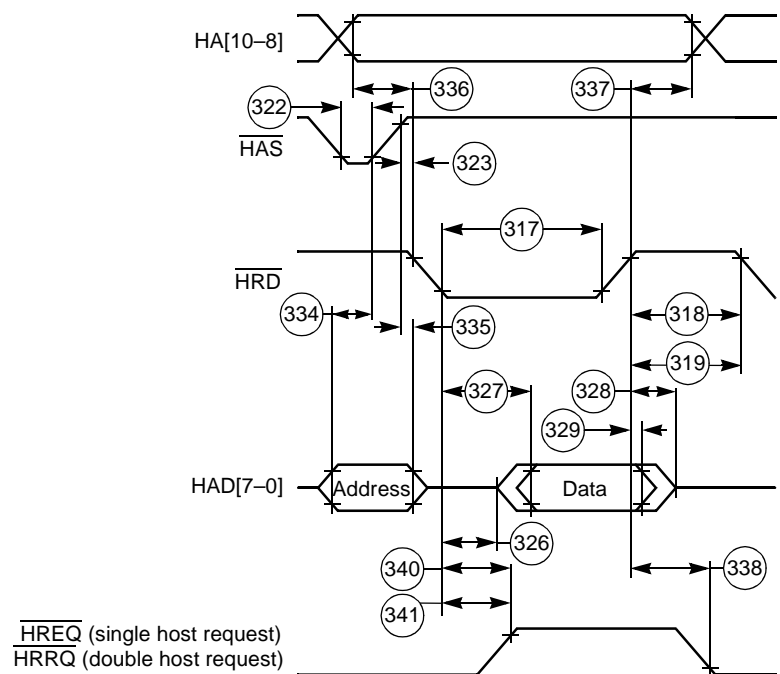 HA[10–8]
336
337
322
HAS
323
317
HRD
334
335
318
319
327
328
329
HAD[7–0]
Address
Data
326
340
338
341
HREQ (single host request)
HRRQ (double host request)